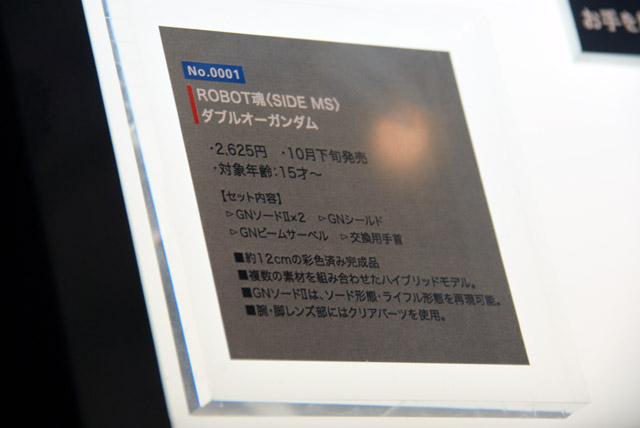 お手を
No.0001
ROBOT魂〈SIDE MS〉
ダブルオーガンダム
・2,625円 ・10月下旬発売
・対象年齢:15才～
【セット内容】
▷GNソードⅡ×2 ▷GNシールド
▷GNビームサーベル ▷交換用手首
■約12cmの彩色済み完成品
■複数の素材を組み合わせたハイブリッドモデル。
■GNソードⅡは、ソード形態・ライフル形態を再現可能。
■腕・脚レンズ部にはクリアパーツを使用。